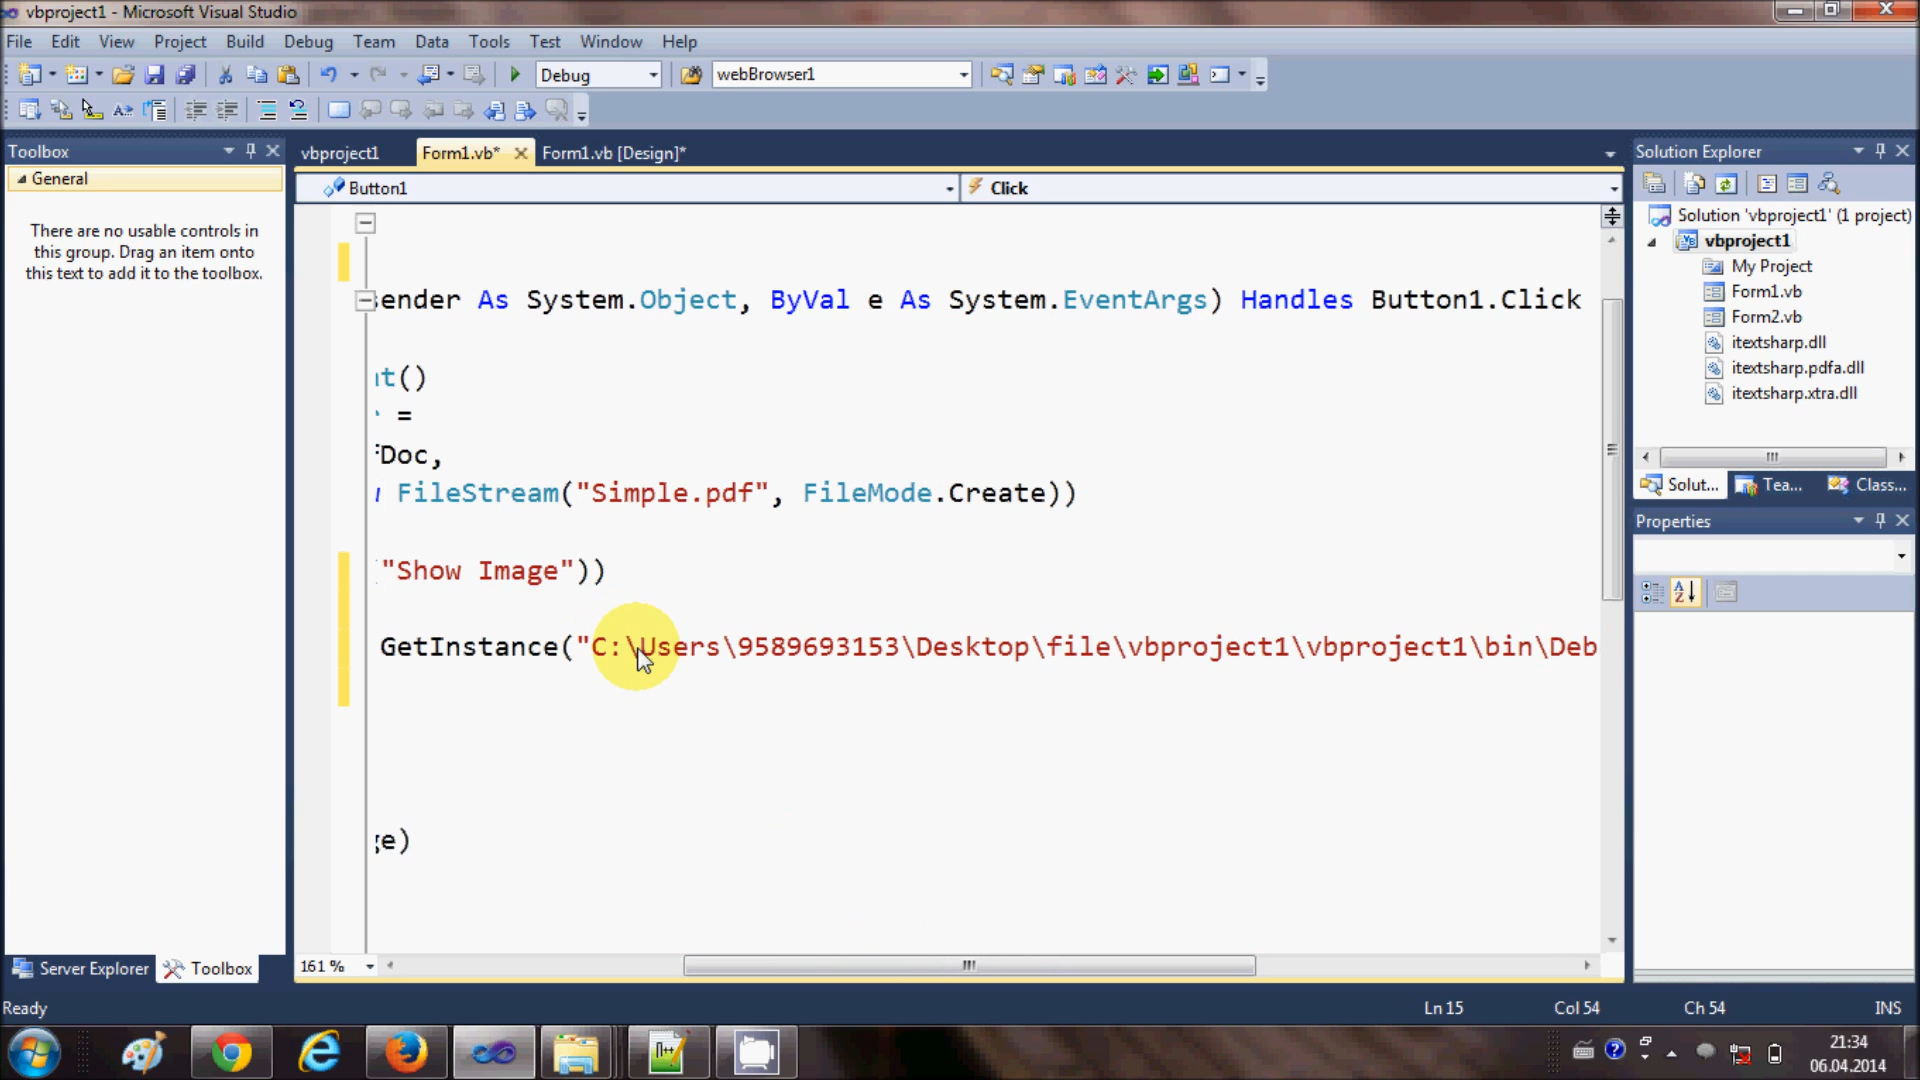 vbproject1 - Microsoft Visual Studio
File Edit View Project Build Debug Team Data Tools Test Window Help
Debug webBrowser1
Toolbox
General
There are no usable controls in
this group. Drag an item onto
this text to add it to the toolbox.
Server Explorer Toolbox
vbproject1 Form1.vb* Form1.vb [Design]*
Button1 Click
ender As System.Object, ByVal e As System.EventArgs) Handles Button1.Click
t()
=
Doc,
FileStream("Simple.pdf", FileMode.Create))
"Show Image"))
GetInstance("C:\Users\9589693153\Desktop\file\vbproject1\vbproject1\bin\Deb
e)
161 %
Solution Explorer
Solution 'vbproject1' (1 project)
vbproject1
My Project
Form1.vb
Form2.vb
itextsharp.dll
itextsharp.pdfa.dll
itextsharp.xtra.dll
Solut... Tea... Class...
Properties
Ready Ln 15 Col 54 Ch 54 INS
21:34
06.04.2014